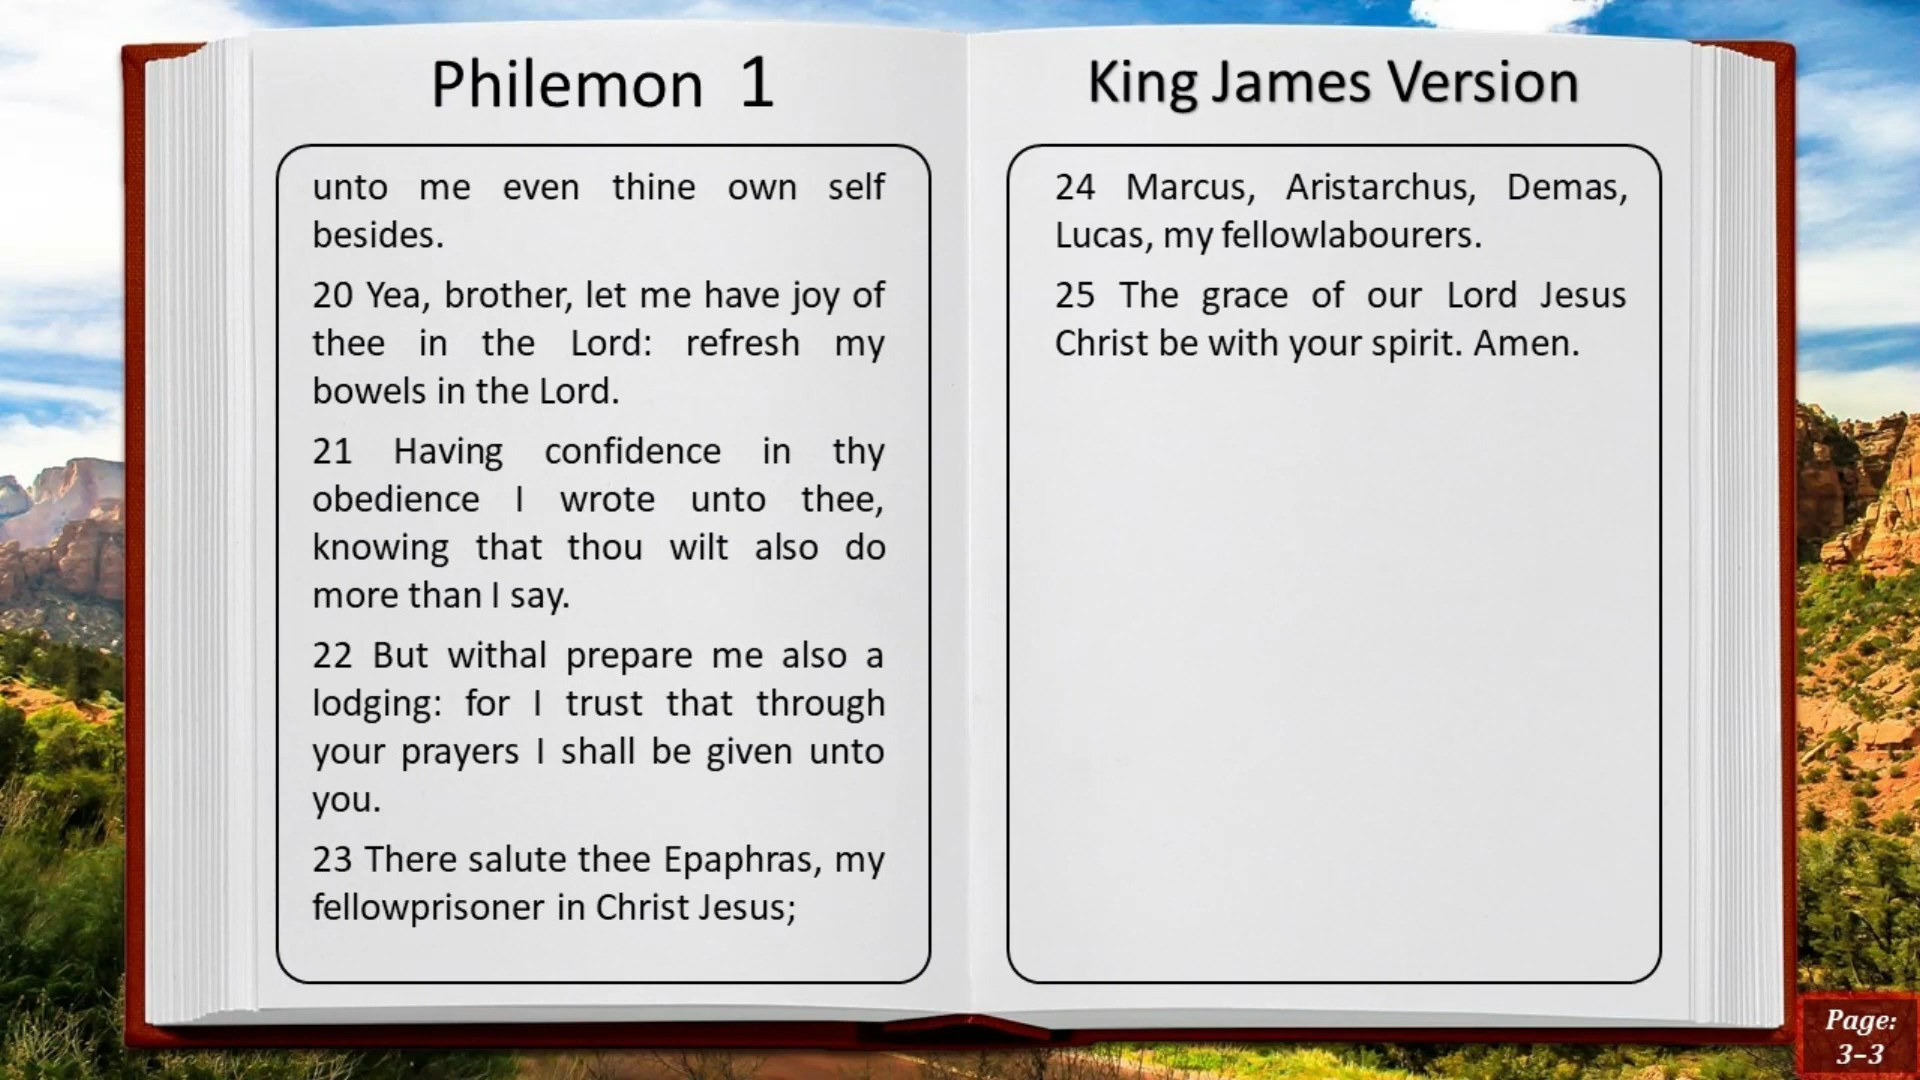 Philemon 1
unto me even thine own self
besides.
20 Yea, brother, let me have joy of
thee in the Lord: refresh my
bowels in the Lord.
21 Having confidence in thy
obedience I wrote unto thee,
knowing that thou wilt also do
more than I say.
22 But withal prepare me also a
lodging: for I trust that through
your prayers I shall be given unto
you.
23 There salute thee Epaphras, my
fellowprisoner in Christ Jesus;
King James Version
24 Marcus, Aristarchus, Demas,
Lucas, my fellowlabourers.
25 The grace of our Lord Jesus
Christ be with your spirit. Amen.
Page:
3-3